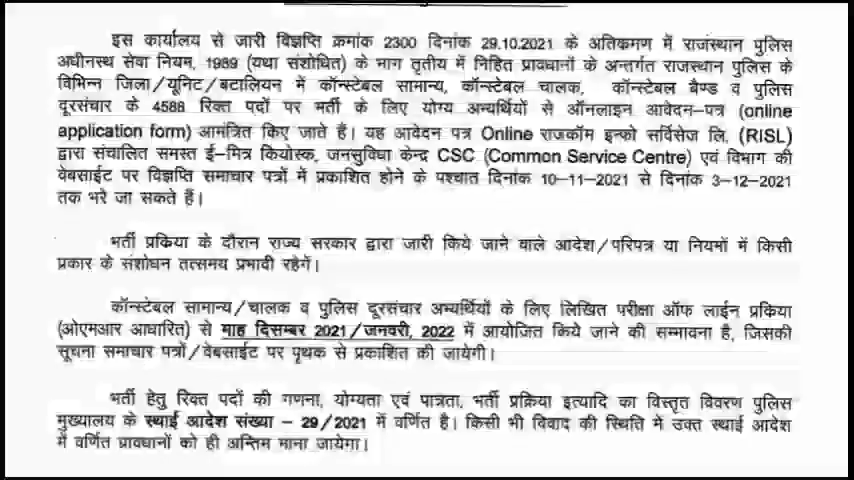 इस कार्यालय से जारी विज्ञप्ति क्रमांक 2300 दिनांक 29.10.2021 के अतिक्रमण में राजस्थान पुलिस
अधीनस्थ सेवा नियम, 1989 (यथा संशोधित) के भाग तृतीय में निहित प्रावधानों के अन्तर्गत राजस्थान पुलिस के
विभिन्न जिला/यूनिट/बटालियन में कॉन्स्टेबल सामान्य, कॉन्स्टेबल चालक, कॉन्स्टेबल बैण्ड व पुलिस
दूरसंचार के 4588 रिक्त पदों पर भर्ती के लिए योग्य अभ्यर्थियों से ऑनलाइन आवेदन-पत्र (online
application form) आमंत्रित किए जाते हैं। यह आवेदन पत्र Online राजकॉम इन्फो सर्विसेज लि. (RISL)
द्वारा संचालित समस्त ई-मित्र कियोस्क, जनसुविधा केन्द्र CSC (Common Service Centre) एवं विभाग की
वेबसाईट पर विज्ञप्ति समाचार पत्रों में प्रकाशित होने के पश्चात दिनांक 10-11-2021 से दिनांक 3-12-2021
तक भरे जा सकते हैं।
भर्ती प्रकिया के दौरान राज्य सरकार द्वारा जारी किये जाने वाले आदेश/परिपत्र या नियमों में किसी
प्रकार के संशोधन तत्समय प्रभावी रहेगें।
कॉन्स्टेबल सामान्य/चालक व पुलिस दूरसंचार अभ्यर्थियों के लिए लिखित परीक्षा ऑफ लाईन प्रकिया
(ओएमआर आधारित) से माह दिसम्बर 2021/जनवरी, 2022 में आयोजित किये जाने की सम्भावना है, जिसकी
सूचना समाचार पत्रों/वेबसाईट पर पृथक से प्रकाशित की जायेगी।
भर्ती हेतु रिक्त पदों की गणना, योग्यता एवं पात्रता, भर्ती प्रक्रिया इत्यादि का विस्तृत विवरण पुलिस
मुख्यालय के स्थाई आदेश संख्या – 29/2021 में वर्णित है। किसी भी विवाद की स्थिति में उक्त स्थाई आदेश
में वर्णित प्रावधानों को ही अन्तिम माना जायेगा।